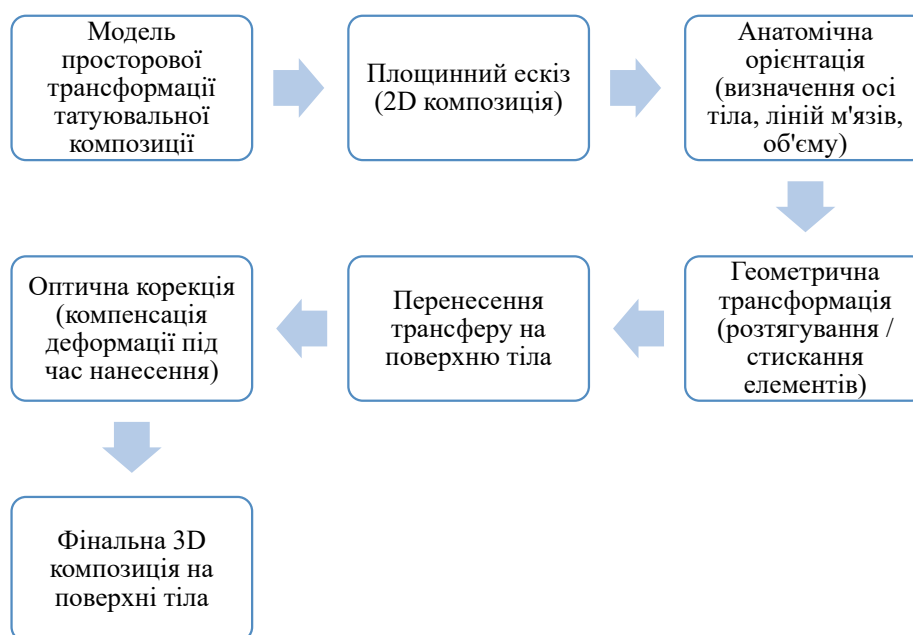 Модель
просторової
трансформації
татуювальної
композиції
Площинний ескіз
(2D композиція)
Анатомічна
орієнтація
(визначення осі
тіла, ліній м'язів,
об'єму)
Геометрична
трансформація
(розтягування /
стискання
елементів)
Перенесення
трансферу на
поверхню тіла
Оптична корекція
(компенсація
деформації під
час нанесення)
Фінальна 3D
композиція на
поверхні тіла